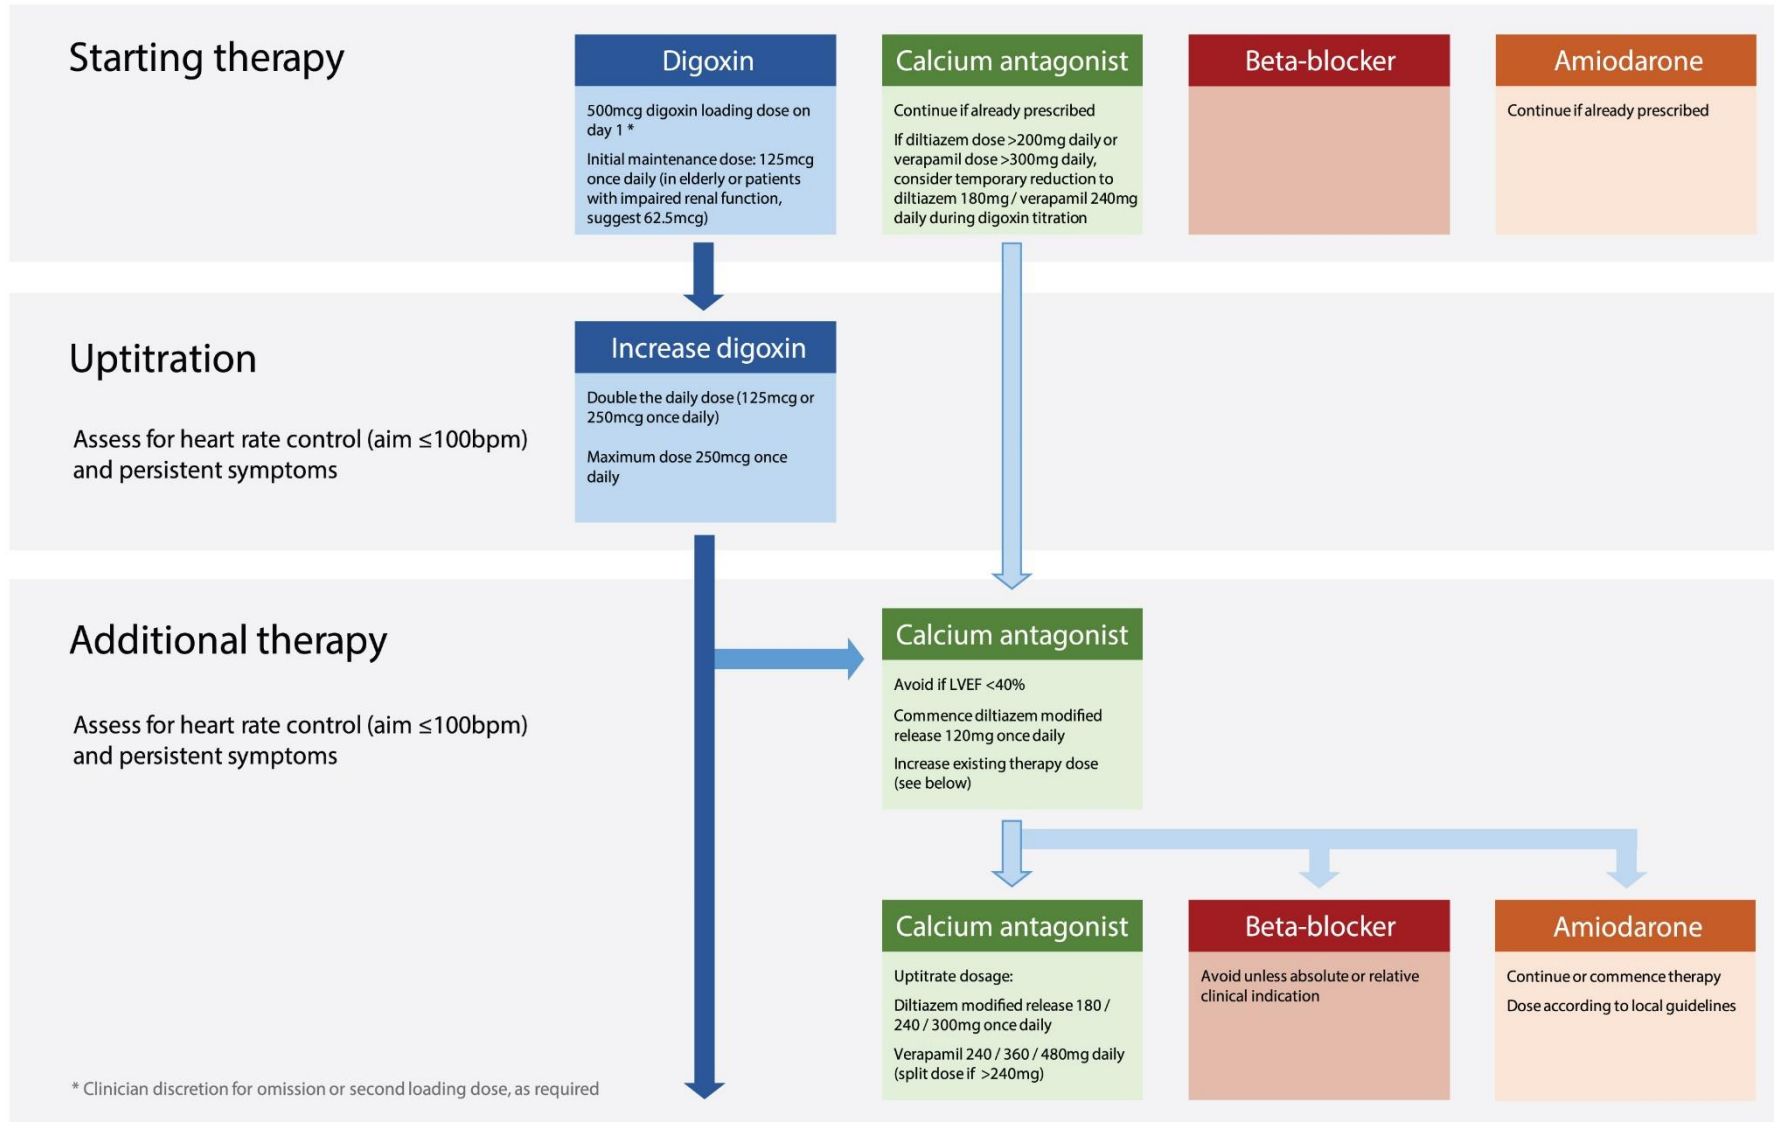 Starting therapy
Digoxin
500mcg digoxin loading dose on
day 1 *
Initial maintenance dose: 125mcg
once daily (in elderly or patients
with impaired renal function,
suggest 62.5mcg)
Calcium antagonist
Continue if already prescribed
If diltiazem dose >200mg daily or
verapamil dose >300mg daily,
consider temporary reduction to
diltiazem 180mg / verapamil 240mg
daily during digoxin titration
Beta-blocker
Amiodarone
Continue if already prescribed
Uptitration
Assess for heart rate control (aim ≤100bpm)
and persistent symptoms
Increase digoxin
Double the daily dose (125mcg or
250mcg once daily)
Maximum dose 250mcg once
daily
Additional therapy
Assess for heart rate control (aim ≤100bpm)
and persistent symptoms
Calcium antagonist
Avoid if LVEF <40%
Commence diltiazem modified
release 120mg once daily
Increase existing therapy dose
(see below)
Calcium antagonist
Uptitrate dosage:
Diltiazem modified release 180 /
240 / 300mg once daily
Verapamil 240 / 360 / 480mg daily
(split dose if >240mg)
Beta-blocker
Avoid unless absolute or relative
clinical indication
Amiodarone
Continue or commence therapy
Dose according to local guidelines
* Clinician discretion for omission or second loading dose, as required